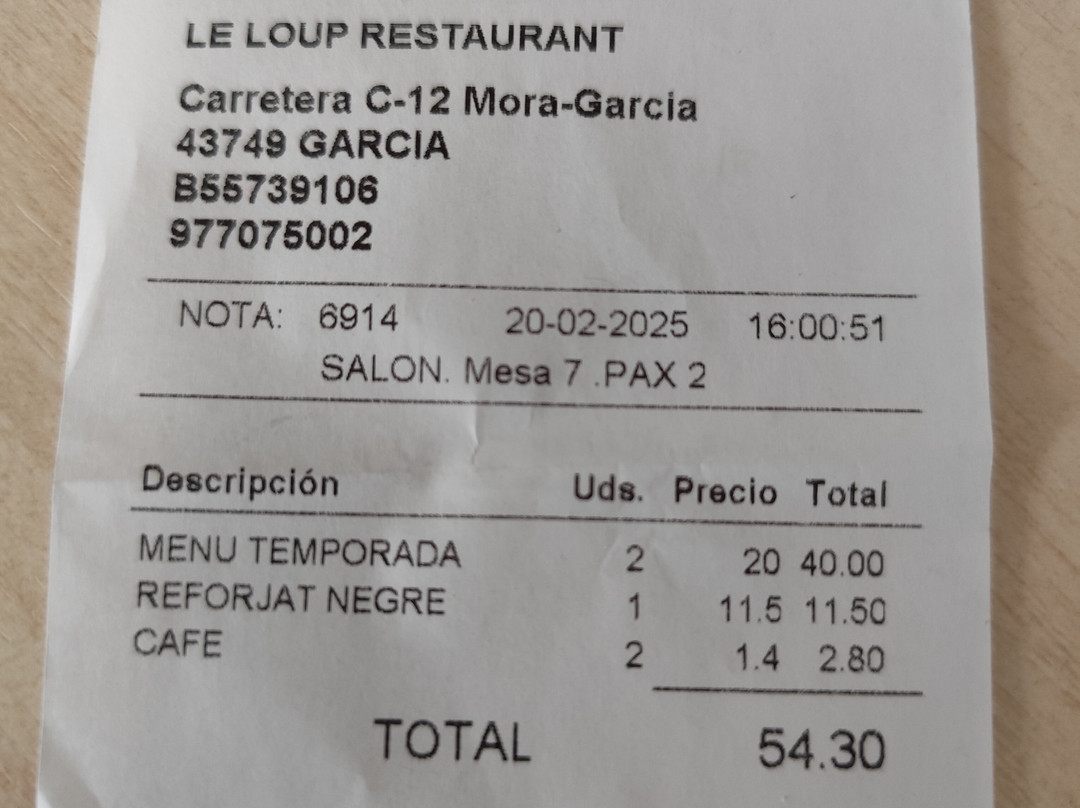 LE LOUP RESTAURANT
Carretera C-12 Mora-Garcia
43749 GARCIA
B55739106
977075002
NOTA: 6914 20-02-2025 16:00:51
SALON. Mesa 7 .PAX 2
Descripción Uds. Precio Total
MENU TEMPORADA 2 20 40.00
REFORJAT NEGRE 1 11.5 11.50
CAFE 2 1.4 2.80
TOTAL 54.30